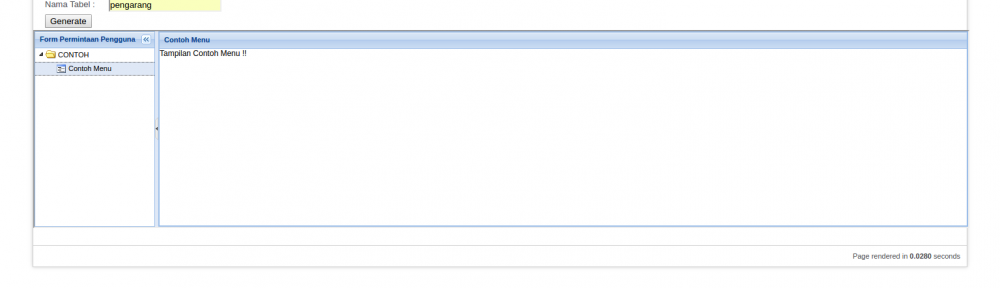 Nama Tabel : pengarang
Generate
Form Permintaan Pengguna
Contoh Menu
CONTOH
Tampilan Contoh Menu !!
Contoh Menu
Page rendered in 0.0280 seconds